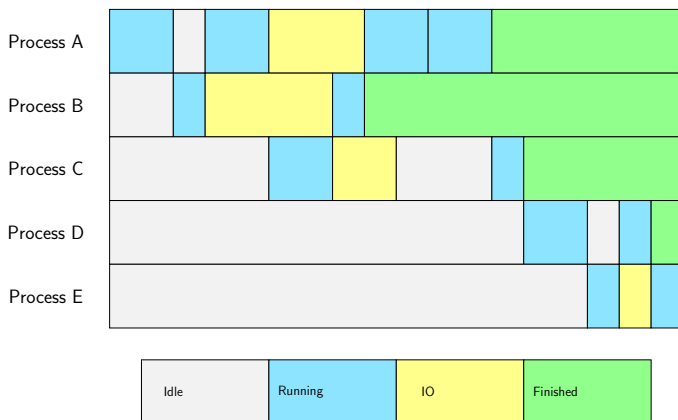 Process A
Process B
Process C
Process D
Process E
Idle Running IO Finished